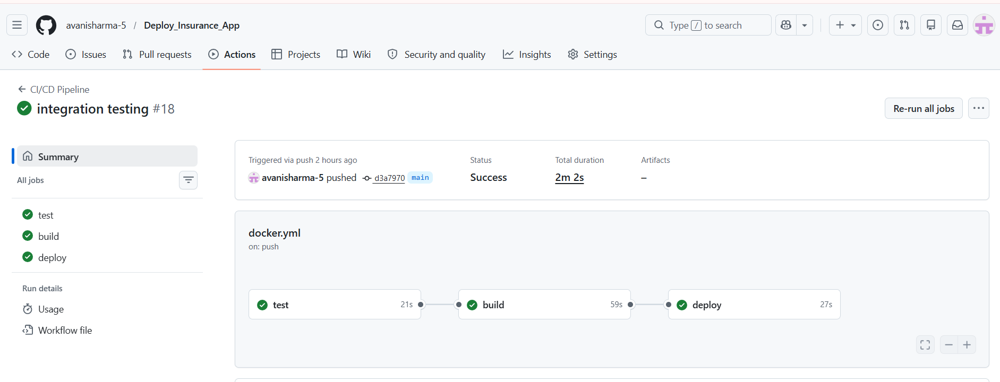 avanisharma-5 / Deploy_Insurance_App
Type / to search
Code Issues Pull requests Actions Projects Wiki Security and quality Insights Settings
CI/CD Pipeline
integration testing #18
Re-run all jobs
Summary
All jobs
test
build
deploy
Run details
Usage
Workflow file
Triggered via push 2 hours ago
avanisharma-5 pushed d3a7970 main
Status
Success
Total duration
2m 2s
Artifacts
–
docker.yml
on: push
test 21s
build 59s
deploy 27s